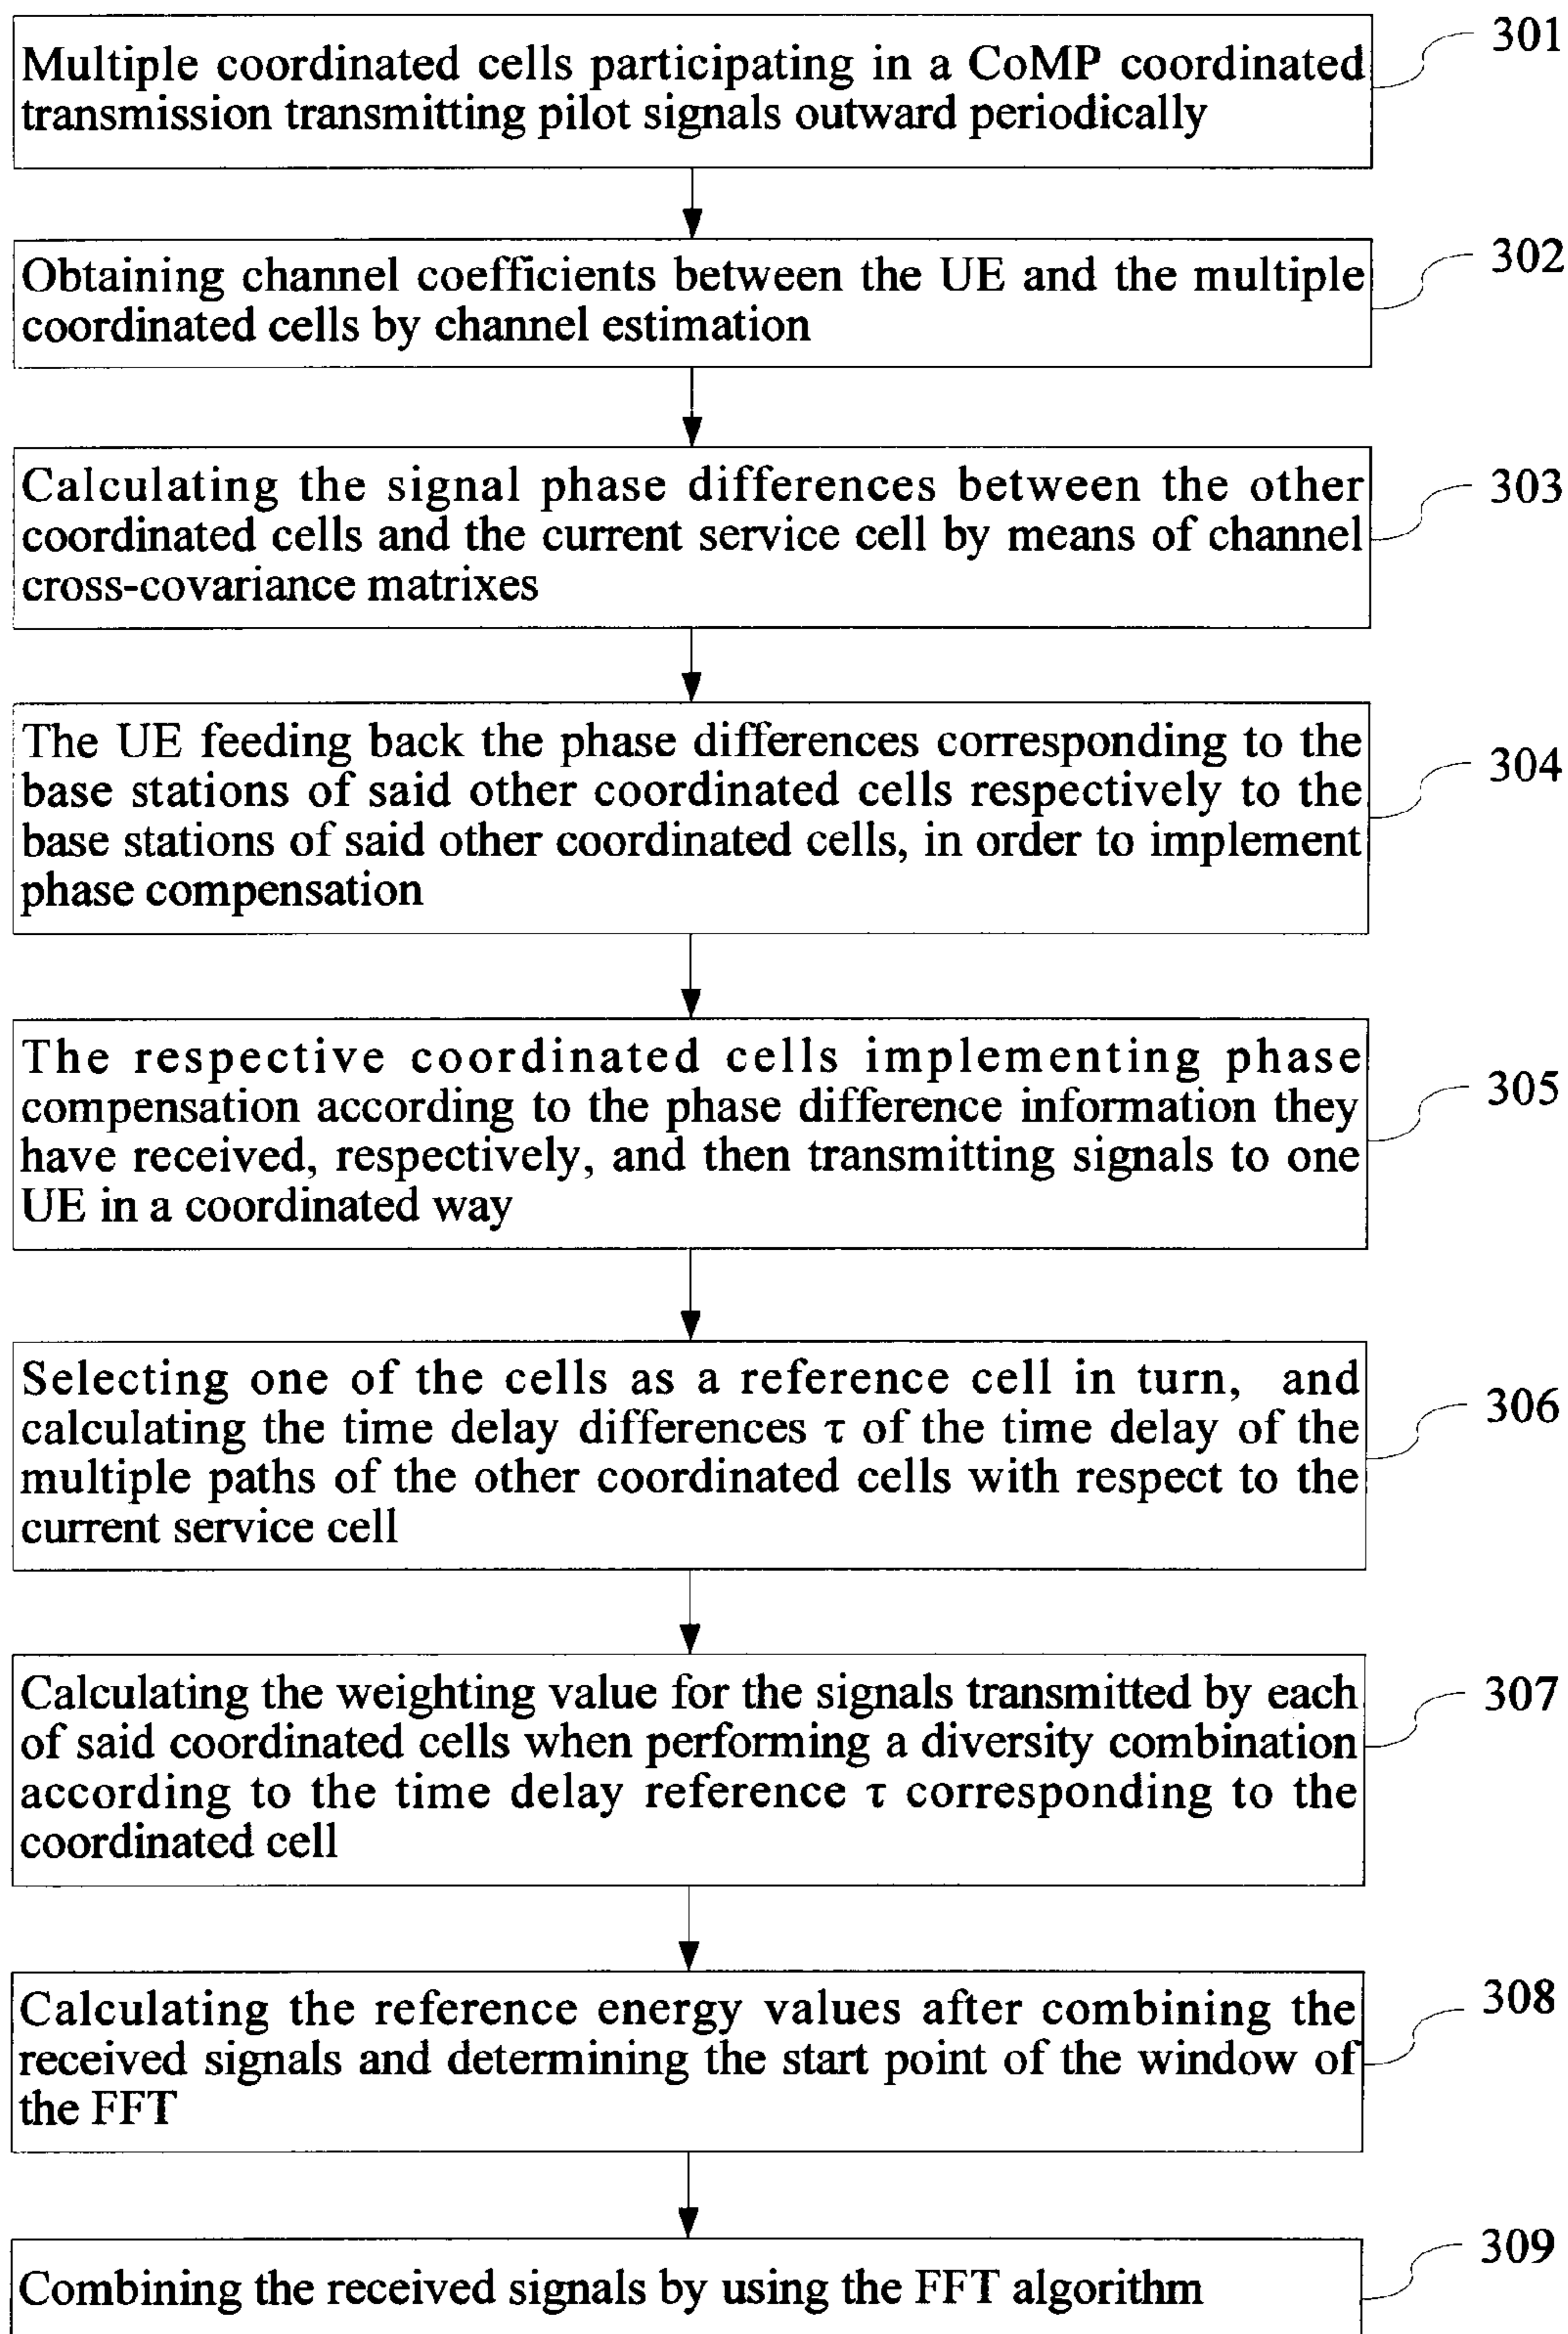 301
Multiple coordinated cells participating in a CoMP coordinated
transmission transmitting pilot signals outward periodically
302
Obtaining channel coefficients between the UE and the multiple
coordinated cells by channel estimation
303
Calculating the signal phase differences between the other
coordinated cells and the current service cell by means of channel
cross-covariance matrixes
304
The UE feeding back the phase differences corresponding to the
base stations of said other coordinated cells respectively to the
base stations of said other coordinated cells, in order to implement
phase compensation
305
The respective coordinated cells implementing phase
compensation according to the phase difference information they
have received, respectively, and then transmitting signals to one
UE in a coordinated way
306
Selecting one of the cells as a reference cell in turn, and
calculating the time delay differences τ of the time delay of the
multiple paths of the other coordinated cells with respect to the
current service cell
307
Calculating the weighting value for the signals transmitted by each
of said coordinated cells when performing a diversity combination
according to the time delay reference τ corresponding to the
coordinated cell
308
Calculating the reference energy values after combining the
received signals and determining the start point of the window of
the FFT
309
Combining the received signals by using the FFT algorithm